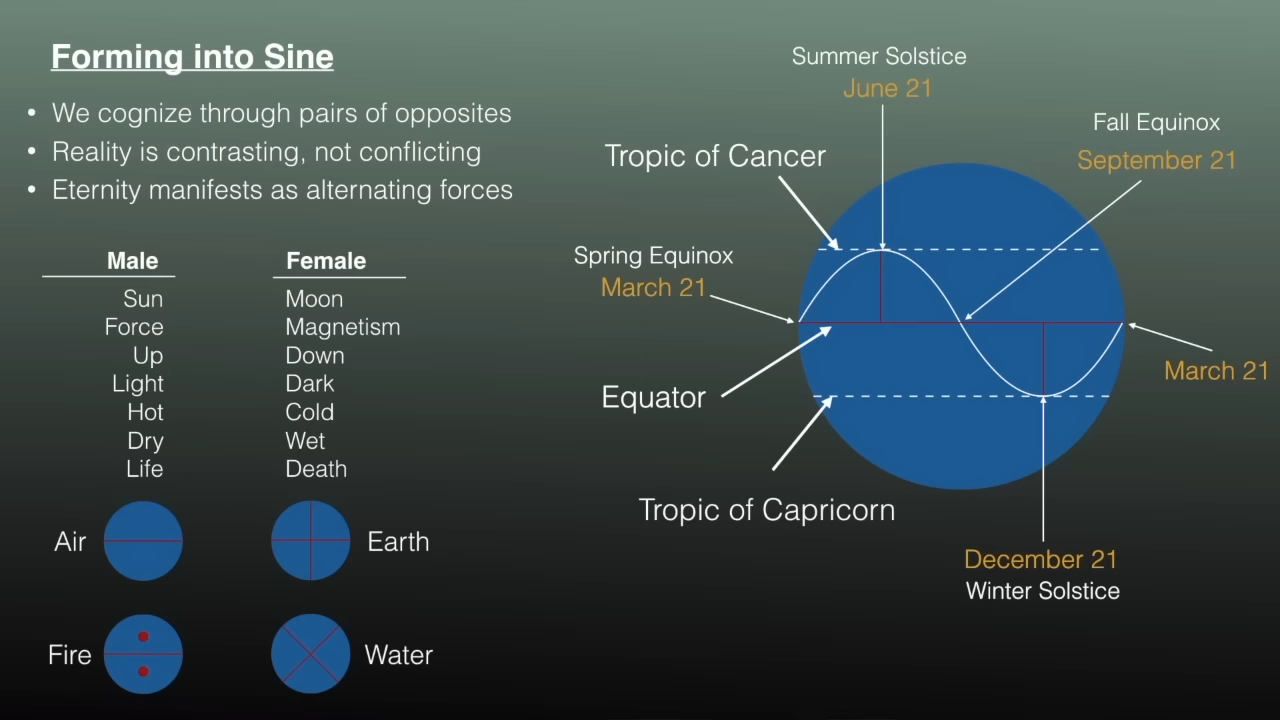 Forming into Sine
• We cognize through pairs of opposites
• Reality is contrasting, not conflicting
• Eternity manifests as alternating forces
Male Female
Sun Moon
Force Magnetism
Up Down
Light Dark
Hot Cold
Dry Wet
Life Death
Air Earth
Fire Water
Summer Solstice
June 21
Fall Equinox
September 21
Tropic of Cancer
Spring Equinox
March 21
March 21
Equator
Tropic of Capricorn
December 21
Winter Solstice